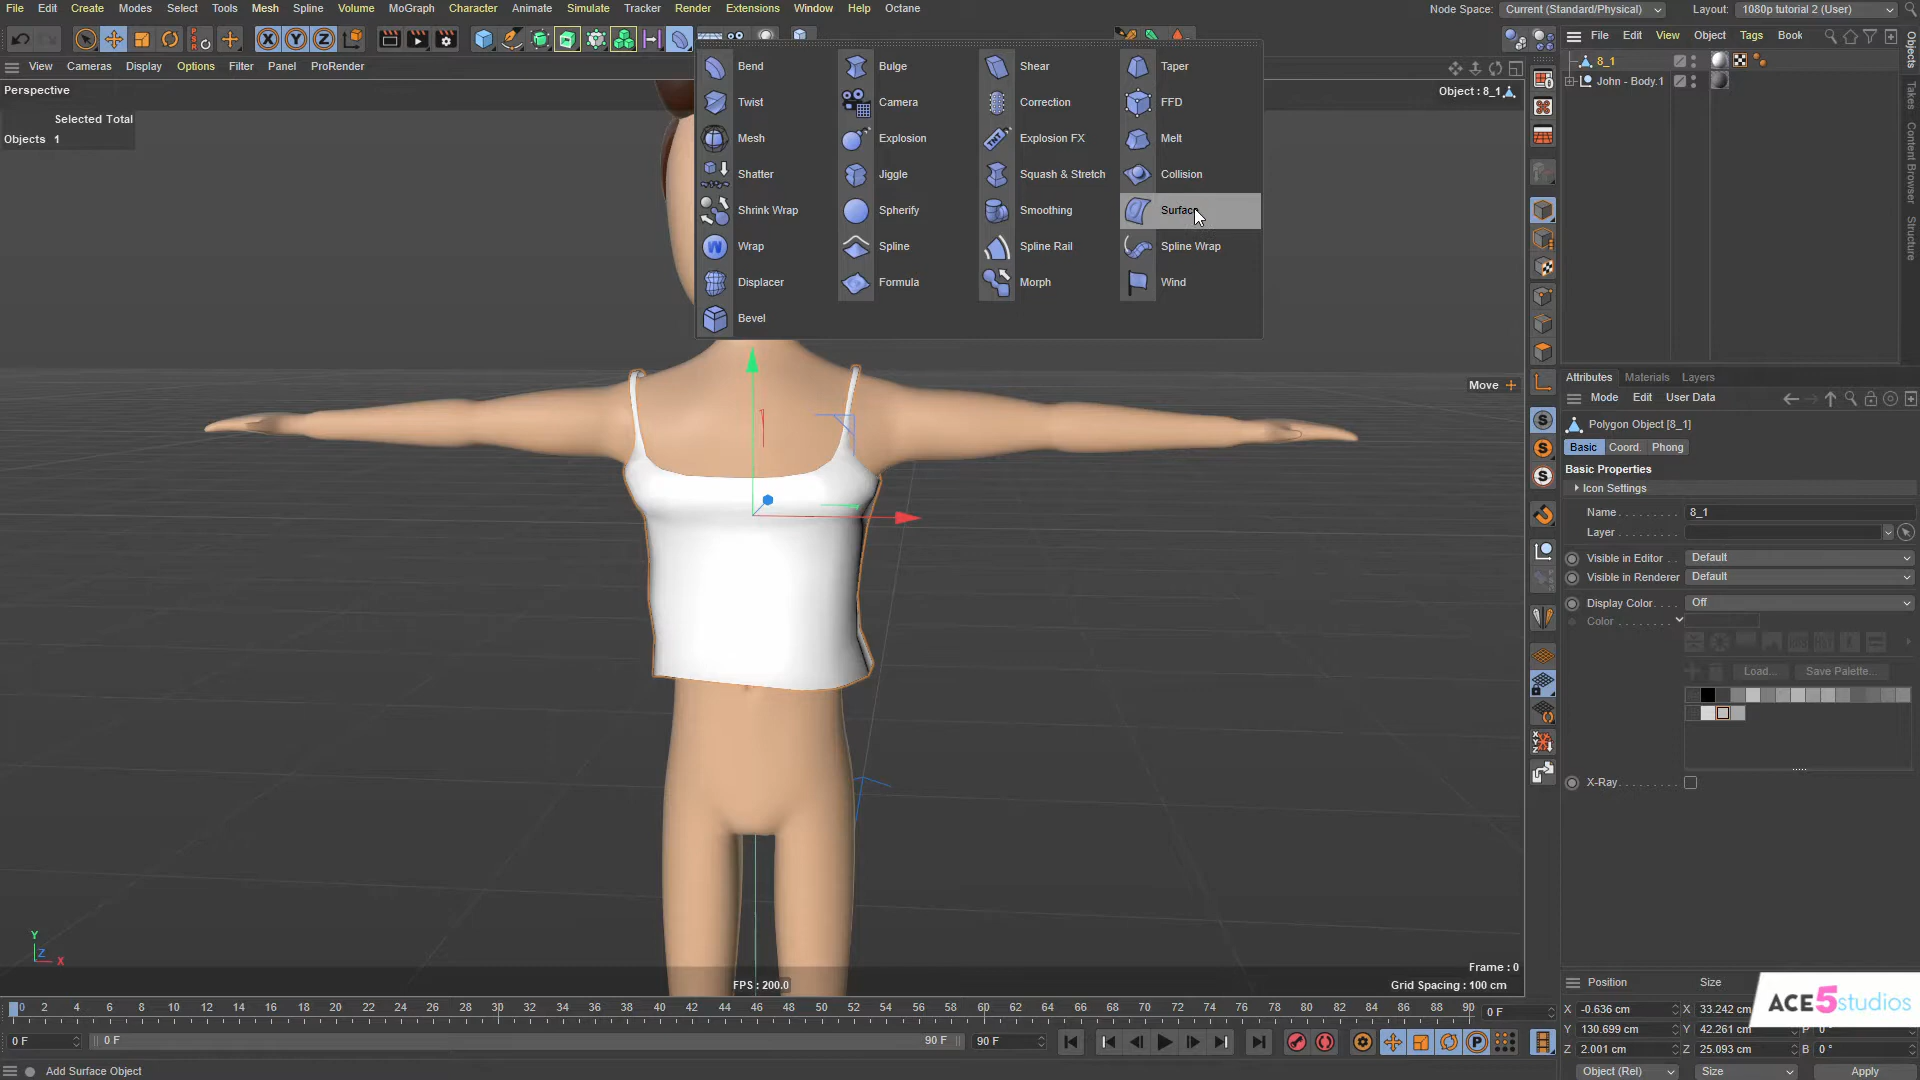 File Edit Create Modes Select Tools Mesh Spline Volume MoGraph Character Animate Simulate Tracker Render Extensions Window Help Octane
Node Space: Current (Standard/Physical) Layout: 1080p tutorial 2 (User)
View Cameras Display Options Filter Panel ProRender
File Edit View Object Tags Book
Perspective
Object : 8_1
Selected Total
Objects 1
8_1
John - Body.1
Objects
Takes
Content Browser
Structure
Bend Bulge Shear Taper
Twist Camera Correction FFD
Mesh Explosion Explosion FX Melt
Shatter Jiggle Squash & Stretch Collision
Shrink Wrap Spherify Smoothing Surface
Wrap Spline Spline Rail Spline Wrap
Displacer Formula Morph Wind
Bevel
Move
Attributes Materials Layers
Mode Edit User Data
Polygon Object [8_1]
Basic Coord. Phong
Basic Properties
Icon Settings
Name 8_1
Layer
Visible in Editor Default
Visible in Renderer Default
Display Color Off
Color
Load... Save Palette...
X-Ray
Y
Z
X
Frame : 0
FPS : 200.0
Grid Spacing : 100 cm
0 2 4 6 8 10 12 14 16 18 20 22 24 26 28 30 32 34 36 38 40 42 44 46 48 50 52 54 56 58 60 62 64 66 68 70 72 74 76 78 80 82 84 86 88 90 0 F
0 F 0 F 90 F 90 F
Position Size
X -0.636 cm X 33.242 cm
Y 130.699 cm Y 42.261 cm P 0 °
Z 2.001 cm Z 25.093 cm B 0 °
Object (Rel) Size Apply
ACE5studios
Add Surface Object